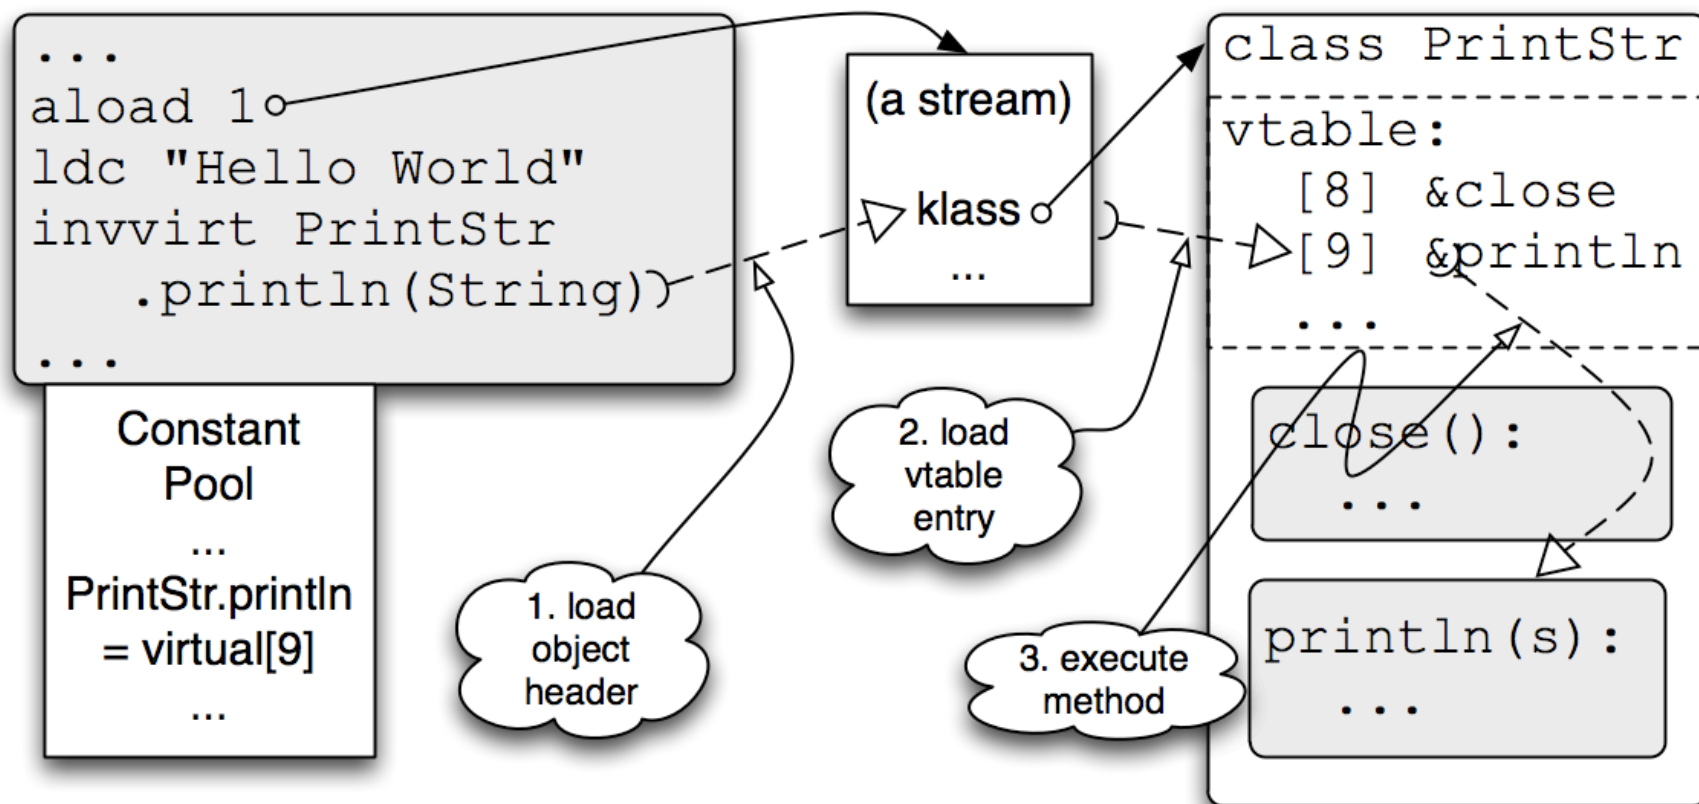 ...
aload 1
ldc "Hello World"
invvirt PrintStr
.println(String)
...
Constant
Pool
...
PrintStr.println
= virtual[9]
...
1. load
object
header
(a stream)
klass
...
2. load
vtable
entry
3. execute
method
class PrintStr
vtable:
[8] &close
[9] &println
...
close():
...
println(s):
...